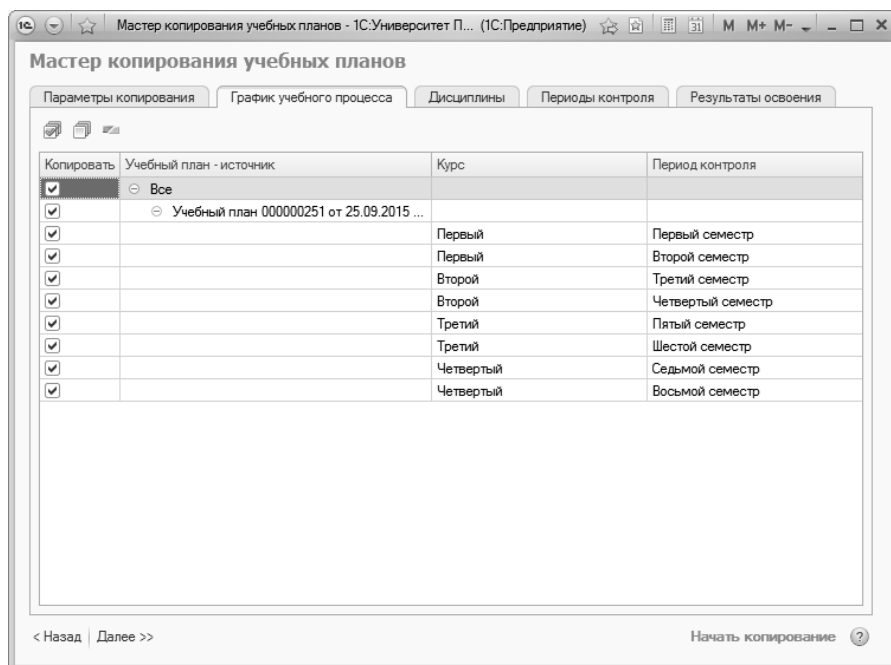 1С Мастер копирования учебных планов - 1С:Университет П... (1С:Предприятие) 31 M M+ M-
Мастер копирования учебных планов
Параметры копирования График учебного процесса Дисциплины Периоды контроля Результаты освоения
Копировать Учебный план - источник Курс Период контроля
Все
Учебный план 000000251 от 25.09.2015 ...
Первый Первый семестр
Первый Второй семестр
Второй Третий семестр
Второй Четвертый семестр
Третий Пятый семестр
Третий Шестой семестр
Четвертый Седьмой семестр
Четвертый Восьмой семестр
< Назад Далее >> Начать копирование ?